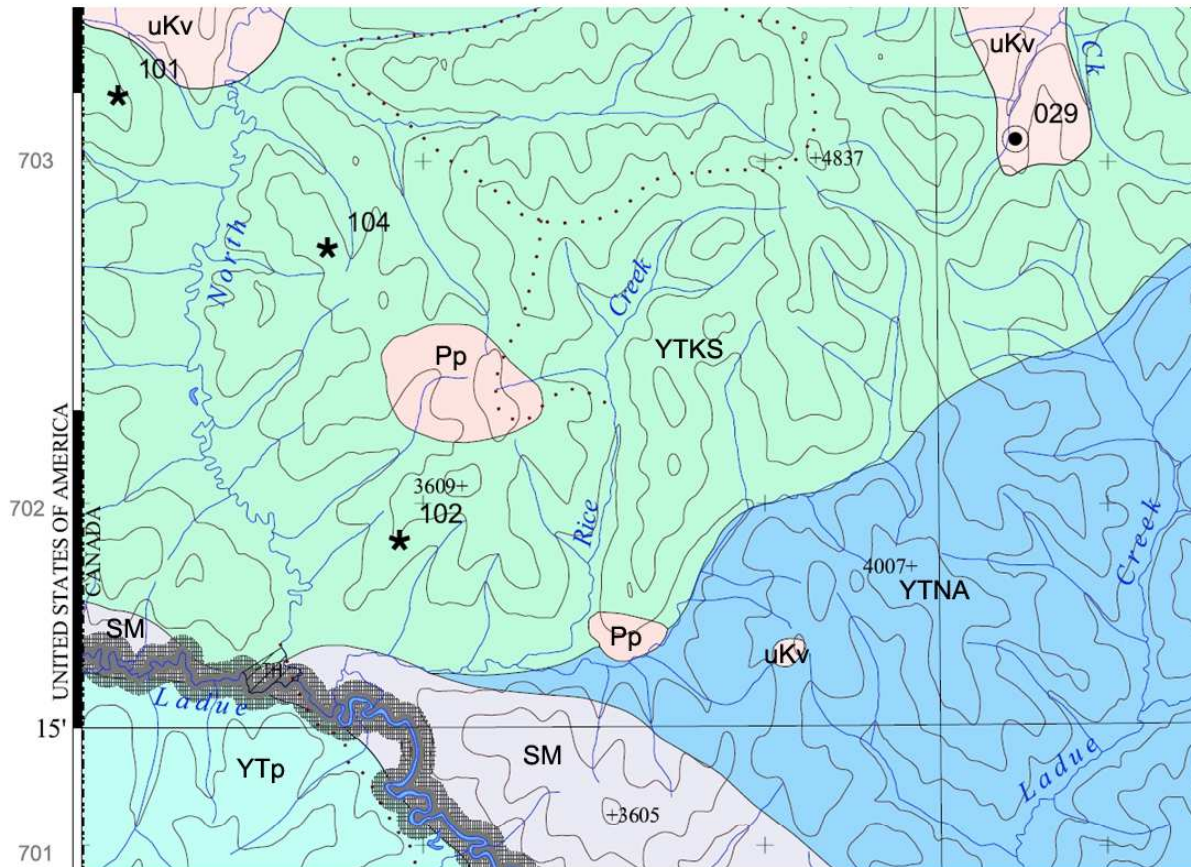 uKv
101
uKv
Ck
029
703
+4837
104
North
Creek
Pp
YTKS
UNITED STATES OF AMERICA
CANADA
3609+
702
102
Rice
Creek
4007+
YTNA
SM
Pp
uKv
Ladue
15'
SM
YTp
Ladue
+3605
701